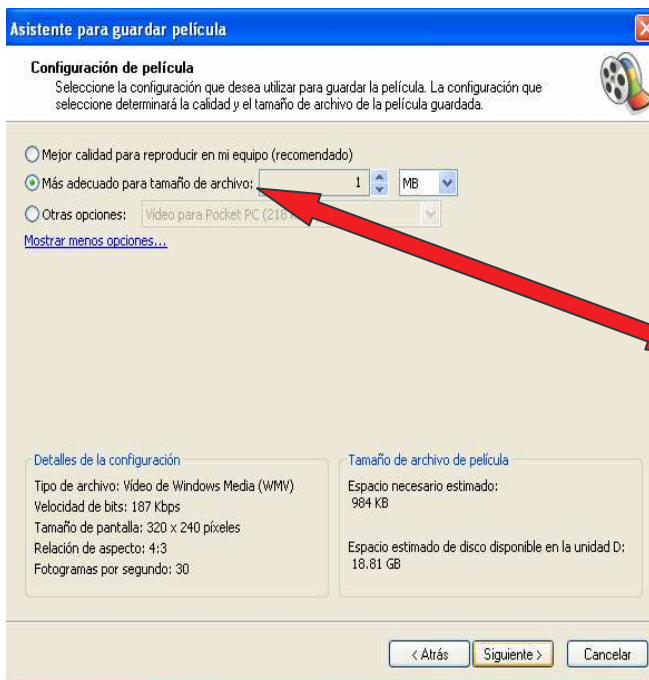 Asistente para guardar película
Configuración de película
Seleccione la configuración que desea utilizar para guardar la película. La configuración que
seleccione determinará la calidad y el tamaño de archivo de la película guardada.
Mejor calidad para reproducir en mi equipo (recomendado)
Más adecuado para tamaño de archivo: 1 MB
Otras opciones: Vídeo para Pocket PC (218
Mostrar menos opciones...
Detalles de la configuración
Tipo de archivo: Vídeo de Windows Media (WMV)
Velocidad de bits: 187 Kbps
Tamaño de pantalla: 320 x 240 píxeles
Relación de aspecto: 4:3
Fotogramas por segundo: 30
Tamaño de archivo de película
Espacio necesario estimado:
984 KB
Espacio estimado de disco disponible en la unidad D:
18.81 GB
< Atrás Siguiente > Cancelar